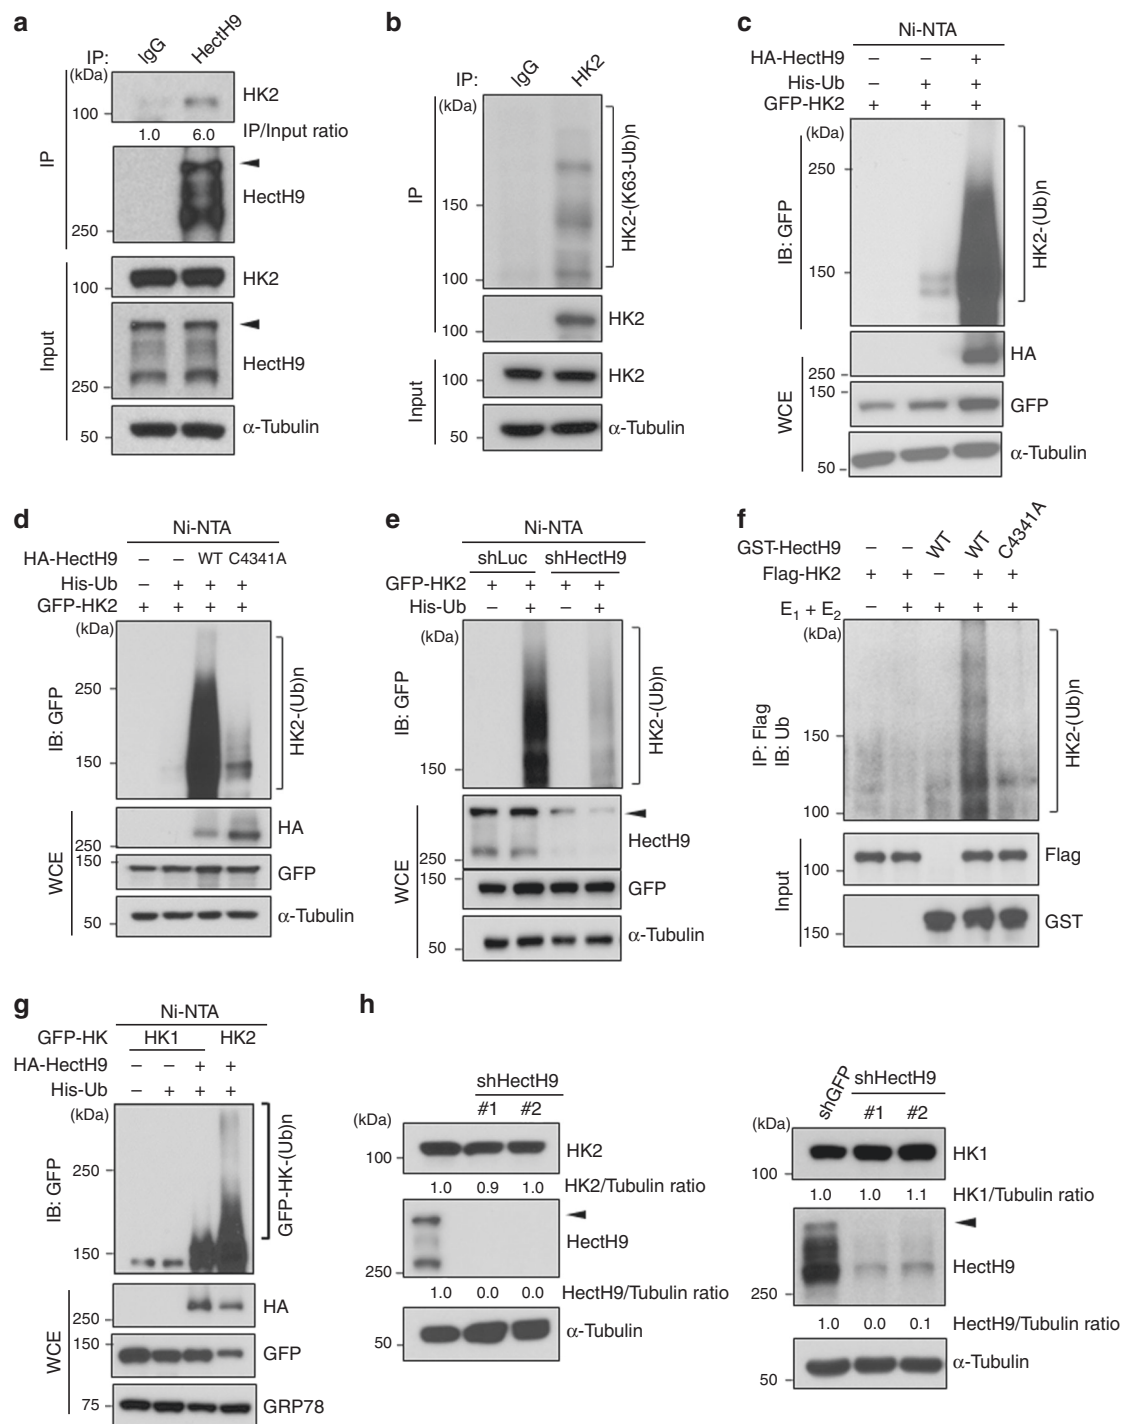 a
IP:
IgG
HectH9
(kDa)
HK2
100
1.0
6.0
IP/Input ratio
IP
HectH9
250
HK2
100
Input
HectH9
250
50
α-Tubulin
b
IP:
IgG
HK2
(kDa)
IP
HK2-(K63-Ub)n
150
100
HK2
100
Input
HK2
100
50
α-Tubulin
c
Ni-NTA
HA-HectH9 – – +
His-Ub – + +
GFP-HK2 + + +
(kDa)
IB: GFP
250
150
HK2-(Ub)n
WCE
HA
250
150
GFP
α-Tubulin
50
d
Ni-NTA
HA-HectH9 – – WT C4341A
His-Ub – + + +
GFP-HK2 + + + +
(kDa)
IB: GFP
250
150
HK2-(Ub)n
WCE
HA
250
150
GFP
50
α-Tubulin
e
Ni-NTA
shLuc shHectH9
GFP-HK2 + + + +
His-Ub – + – +
(kDa)
IB: GFP
HK2-(Ub)n
150
WCE
HectH9
250
150
GFP
α-Tubulin
50
f
GST-HectH9 – – WT WT C4341A
Flag-HK2 + + – + +
E1 + E2 – + + + +
(kDa)
IP: Flag
IB: Ub
150
100
HK2-(Ub)n
Input
Flag
100
GST
150
g
Ni-NTA
GFP-HK HK1 HK2
HA-HectH9 – – + +
His-Ub – + + +
(kDa)
IB: GFP
250
150
GFP-HK-(Ub)n
WCE
HA
250
150
GFP
75
GRP78
h
shHectH9
#1 #2
(kDa)
HK2
100
1.0 0.9 1.0 HK2/Tubulin ratio
HectH9
250
1.0 0.0 0.0 HectH9/Tubulin ratio
α-Tubulin
50
shGFP
shHectH9
#1 #2
(kDa)
HK1
100
1.0 1.0 1.1 HK1/Tubulin ratio
HectH9
250
1.0 0.0 0.1 HectH9/Tubulin ratio
α-Tubulin
50